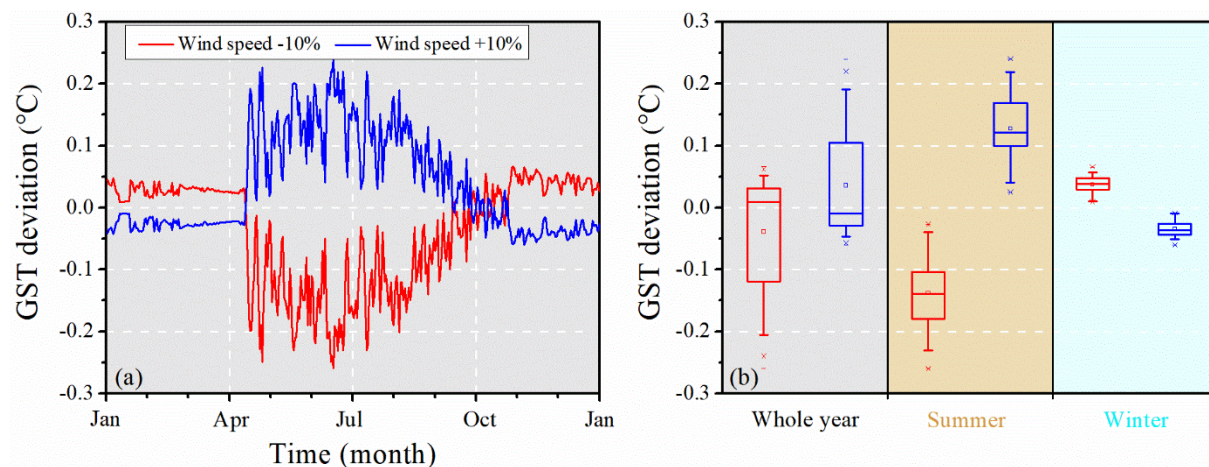 Wind speed -10% Wind speed +10%
GST deviation (°C)
0.3
0.2
0.1
0.0
-0.1
-0.2
-0.3
(a)
Jan Apr Jul Oct Jan
Time (month)
GST deviation (°C)
0.3
0.2
0.1
0.0
-0.1
-0.2
-0.3
(b)
Whole year Summer Winter